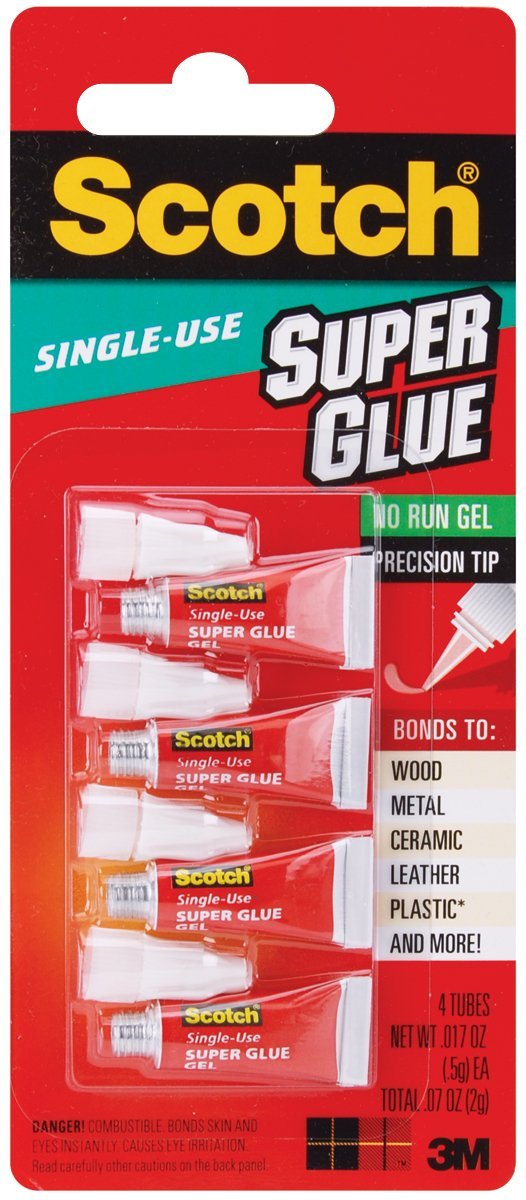 Scotch®
SINGLE-USE
SUPER
GLUE
NO RUN GEL
PRECISION TIP
Scotch
Single-Use
SUPER GLUE
GEL
Scotch
Single-Use
SUPER GLUE
GEL
Scotch
Single-Use
SUPER GLUE
GEL
Scotch
Single-Use
SUPER GLUE
GEL
BONDS TO:
WOOD
METAL
CERAMIC
LEATHER
PLASTIC*
AND MORE!
4 TUBES
NET WT .017 OZ
(.5g) EA
TOTAL .07 OZ (2g)
DANGER! COMBUSTIBLE. BONDS SKIN AND
EYES INSTANTLY. CAUSES EYE IRRITATION.
Read carefully other cautions on the back panel.
™
3M